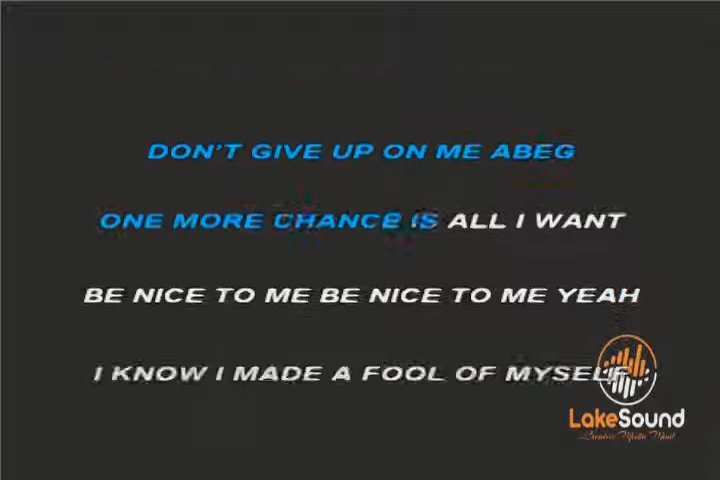 DON'T GIVE UP ON ME ABEG
ONE MORE CHANCe IS ALL I WANT
BE NICE TO ME BE NICE TO ME YEAH
I KNOW I MADE A FOOL OF MYSELF
LakeSound